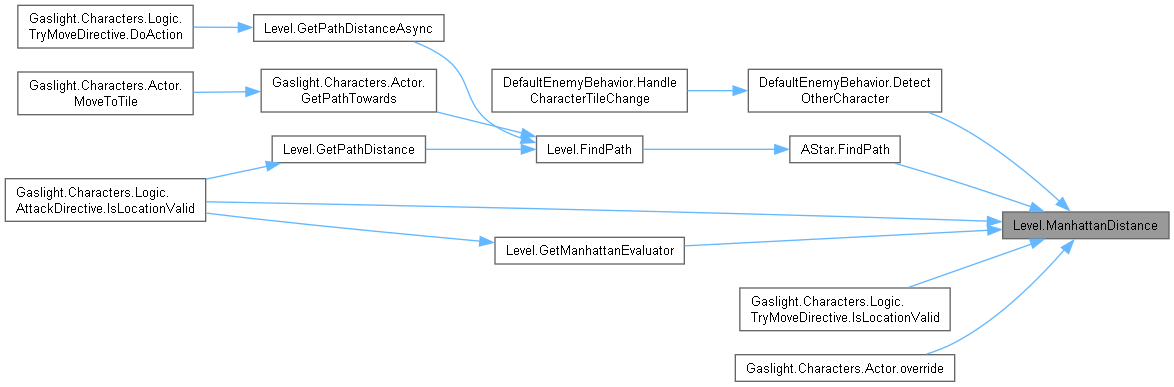 Gaslight.Characters.Logic.
TryMoveDirective.DoAction
Level.GetPathDistanceAsync
Gaslight.Characters.Actor.
MoveToTile
Gaslight.Characters.Actor.
GetPathTowards
DefaultEnemyBehavior.Handle
CharacterTileChange
DefaultEnemyBehavior.Detect
OtherCharacter
Level.GetPathDistance
Level.FindPath
AStar.FindPath
Gaslight.Characters.Logic.
AttackDirective.IsLocationValid
Level.ManhattanDistance
Level.GetManhattanEvaluator
Gaslight.Characters.Logic.
TryMoveDirective.IsLocationValid
Gaslight.Characters.Actor.override